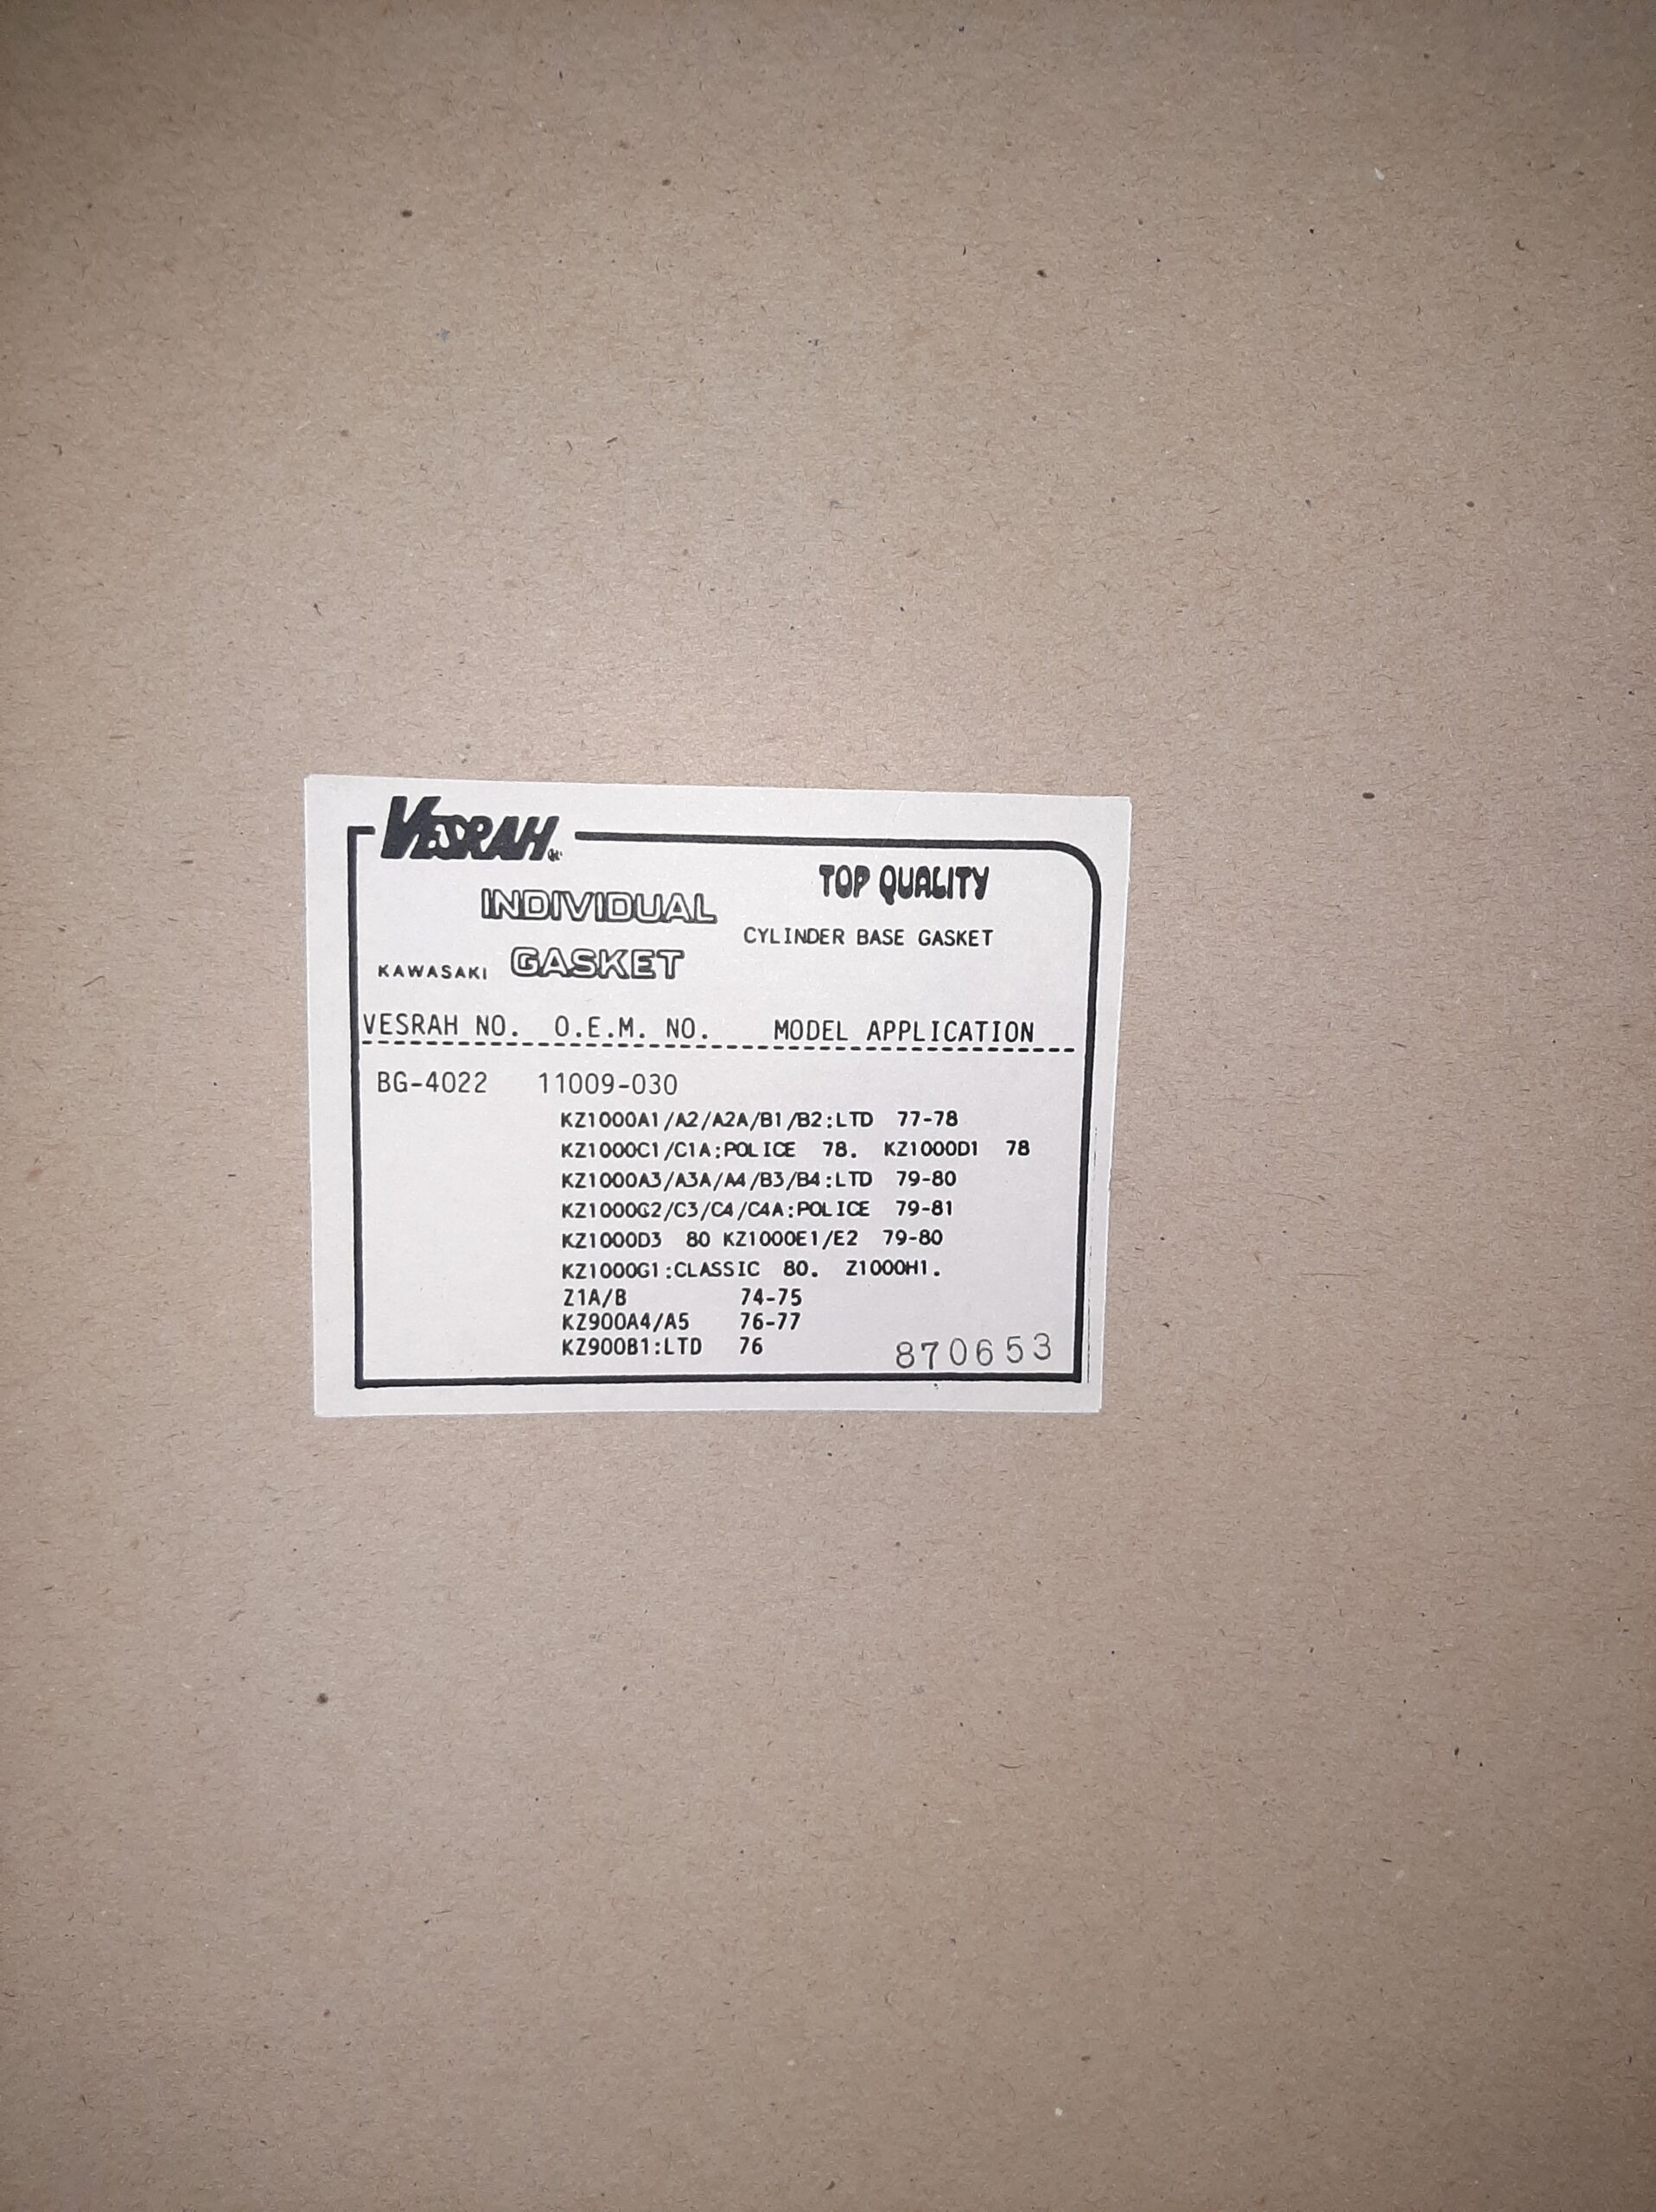 VESRAH®
TOP QUALITY
INDIVIDUAL
CYLINDER BASE GASKET
KAWASAKI GASKET
VESRAH NO. O.E.M. NO. MODEL APPLICATION
BG-4022 11009-030
KZ1000A1/A2/A2A/B1/B2:LTD 77-78
KZ1000C1/C1A:POLICE 78. KZ1000D1 78
KZ1000A3/A3A/A4/B3/B4:LTD 79-80
KZ1000G2/C3/C4/C4A:POLICE 79-81
KZ1000D3 80 KZ1000E1/E2 79-80
KZ1000G1:CLASSIC 80. Z1000H1.
Z1A/B 74-75
KZ900A4/A5 76-77
KZ900B1:LTD 76
870653